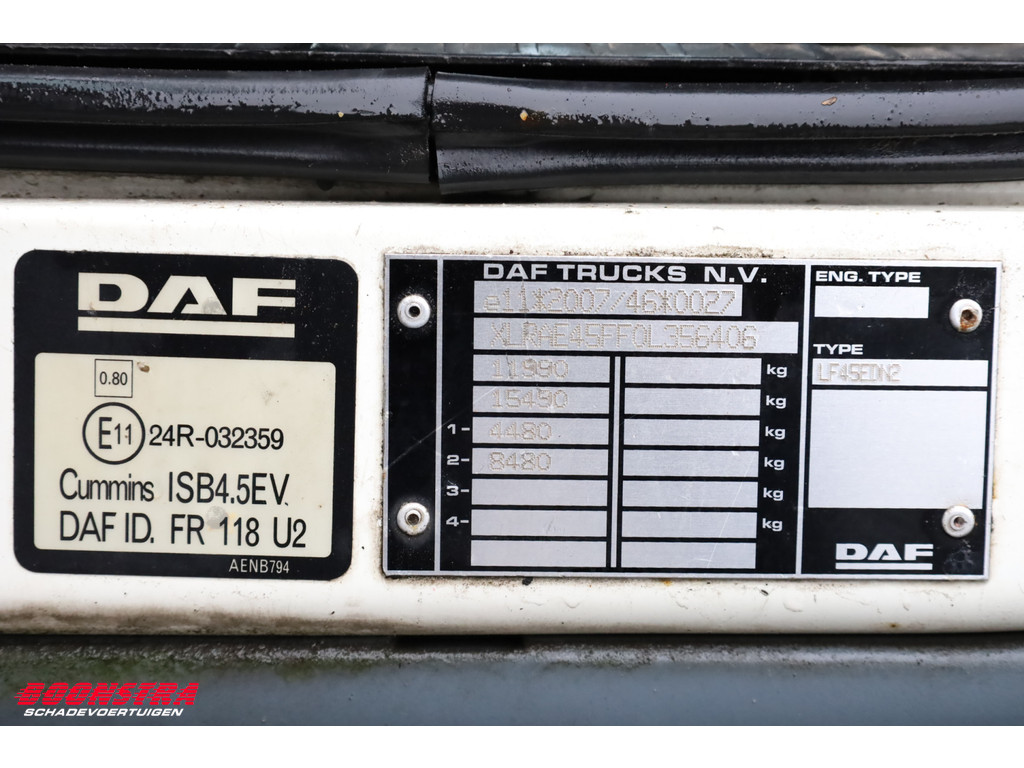 DAF
0.80
E11 24R-032359
Cummins ISB4.5EV.
DAF ID. FR 118 U2
AENB794
DAF TRUCKS N.V.
e11*2007/46*0027
XLRAE45FF0L356406
11990 kg
15490 kg
1- 4480 kg
2- 8480 kg
3- kg
4- kg
ENG. TYPE
TYPE
LF45EDN2
DAF
BOONSTRA
SCHADEVOERTUIGEN